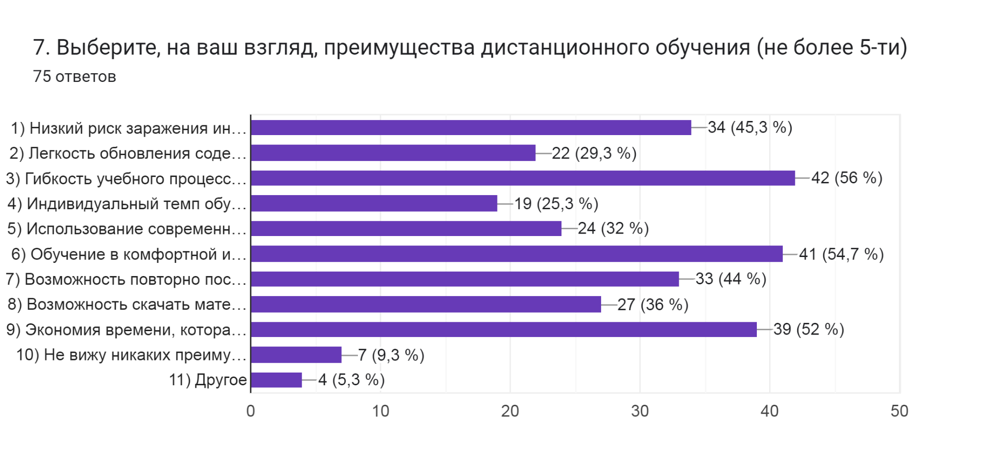 7. Выберите, на ваш взгляд, преимущества дистанционного обучения (не более 5-ти)
75 ответов
1) Низкий риск заражения ин… 34 (45,3 %)
2) Легкость обновления соде… 22 (29,3 %)
3) Гибкость учебного процесс… 42 (56 %)
4) Индивидуальный темп обу… 19 (25,3 %)
5) Использование современн… 24 (32 %)
6) Обучение в комфортной и… 41 (54,7 %)
7) Возможность повторно пос… 33 (44 %)
8) Возможность скачать мате… 27 (36 %)
9) Экономия времени, котора… 39 (52 %)
10) Не вижу никаких преиму… 7 (9,3 %)
11) Другое 4 (5,3 %)
0 10 20 30 40 50